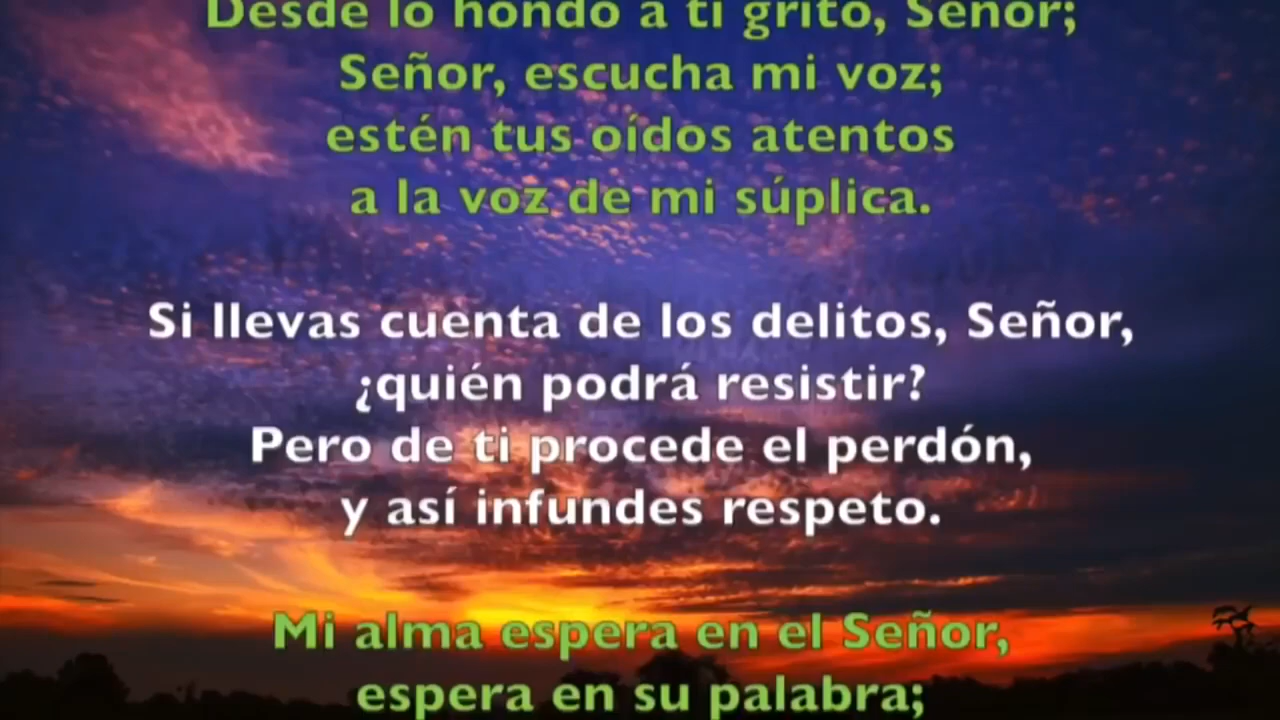 Desde lo hondo a ti grito, Señor;
Señor, escucha mi voz;
estén tus oídos atentos
a la voz de mi súplica.
Si llevas cuenta de los delitos, Señor,
¿quién podrá resistir?
Pero de ti procede el perdón,
y así infundes respeto.
Mi alma espera en el Señor,
espera en su palabra;